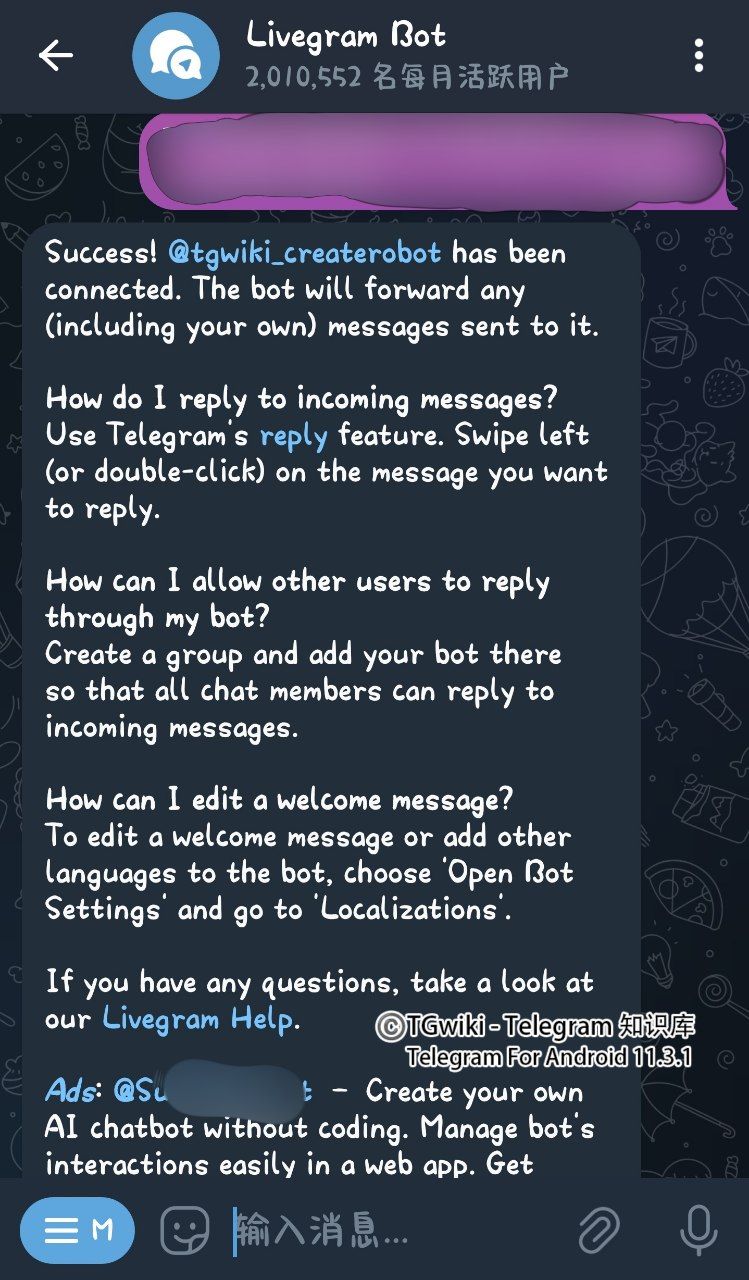 Livegram Bot
2,010,552 名每月活跃用户
Success! @tgwiki_createrobot has been
connected. The bot will forward any
(including your own) messages sent to it.
How do I reply to incoming messages?
Use Telegram's reply feature. Swipe left
(or double-click) on the message you want
to reply.
How can I allow other users to reply
through my bot?
Create a group and add your bot there
so that all chat members can reply to
incoming messages.
How can I edit a welcome message?
To edit a welcome message or add other
languages to the bot, choose 'Open Bot
Settings' and go to 'Localizations'.
If you have any questions, take a look at
our Livegram Help.
©TGwiki - Telegram 知识库
Telegram For Android 11.3.1
Ads: – Create your own
AI chatbot without coding. Manage bot's
interactions easily in a web app. Get
M
输入消息...